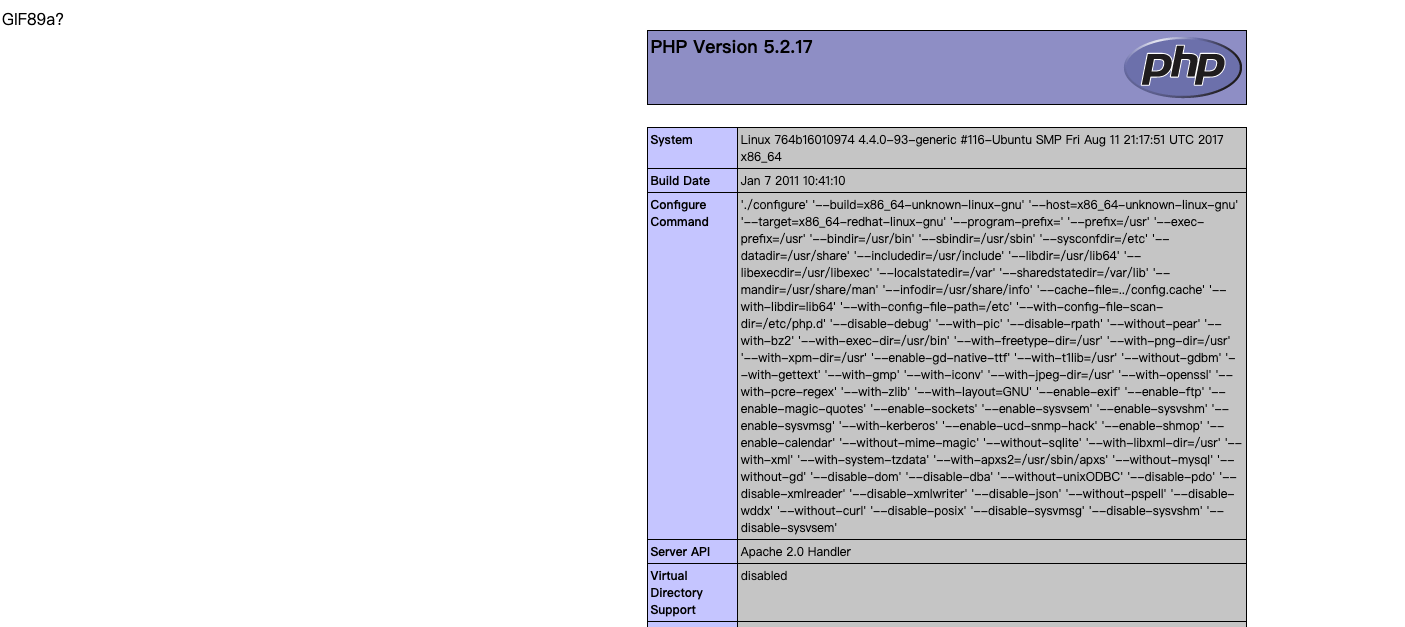 GIF89a?
PHP Version 5.2.17
php
System
Linux 764b16010974 4.4.0-93-generic #116-Ubuntu SMP Fri Aug 11 21:17:51 UTC 2017
x86_64
Build Date
Jan 7 2011 10:41:10
Configure
Command
'./configure' '--build=x86_64-unknown-linux-gnu' '--host=x86_64-unknown-linux-gnu'
'--target=x86_64-redhat-linux-gnu' '--program-prefix=' '--prefix=/usr' '--exec-
prefix=/usr' '--bindir=/usr/bin' '--sbindir=/usr/sbin' '--sysconfdir=/etc' '--
datadir=/usr/share' '--includedir=/usr/include' '--libdir=/usr/lib64' '--
libexecdir=/usr/libexec' '--localstatedir=/var' '--sharedstatedir=/var/lib' '--
mandir=/usr/share/man' '--infodir=/usr/share/info' '--cache-file=../config.cache' '--
with-libdir=lib64' '--with-config-file-path=/etc' '--with-config-file-scan-
dir=/etc/php.d' '--disable-debug' '--with-pic' '--disable-rpath' '--without-pear' '--
with-bz2' '--with-exec-dir=/usr/bin' '--with-freetype-dir=/usr' '--with-png-dir=/usr'
'--with-xpm-dir=/usr' '--enable-gd-native-ttf' '--with-t1lib=/usr' '--without-gdbm' '-
-with-gettext' '--with-gmp' '--with-iconv' '--with-jpeg-dir=/usr' '--with-openssl' '--
with-pcre-regex' '--with-zlib' '--with-layout=GNU' '--enable-exif' '--enable-ftp' '--
enable-magic-quotes' '--enable-sockets' '--enable-sysvsem' '--enable-sysvshm' '--
enable-sysvmsg' '--with-kerberos' '--enable-ucd-snmp-hack' '--enable-shmop' '--
enable-calendar' '--without-mime-magic' '--without-sqlite' '--with-libxml-dir=/usr' '--
with-xml' '--with-system-tzdata' '--with-apxs2=/usr/sbin/apxs' '--without-mysql' '--
without-gd' '--disable-dom' '--disable-dba' '--without-unixODBC' '--disable-pdo' '--
disable-xmlreader' '--disable-xmlwriter' '--disable-json' '--without-pspell' '--disable-
wddx' '--without-curl' '--disable-posix' '--disable-sysvmsg' '--disable-sysvshm' '--
disable-sysvsem'
Server API
Apache 2.0 Handler
Virtual
Directory
Support
disabled